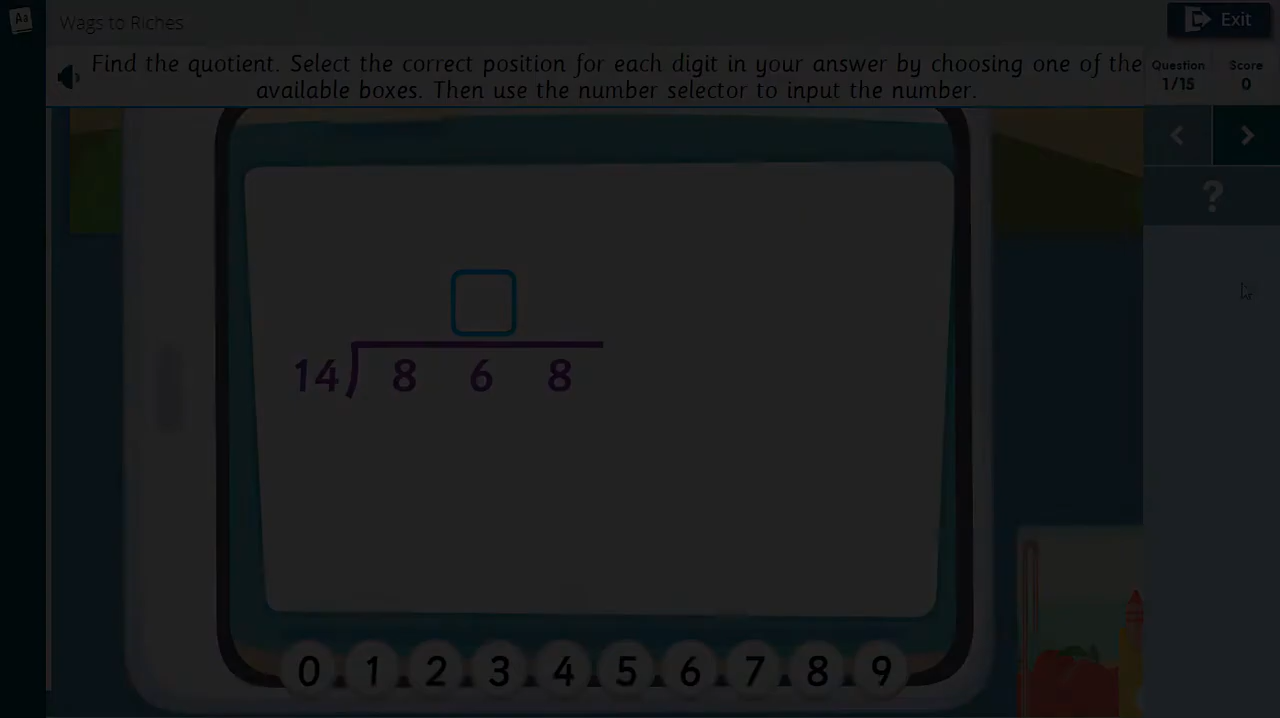 Aa
Wags to Riches
Exit
Find the quotient. Select the correct position for each digit in your answer by choosing one of the
available boxes. Then use the number selector to input the number.
Question
1/15
Score
0
?
14 8 6 8
0 1 2 3 4 5 6 7 8 9